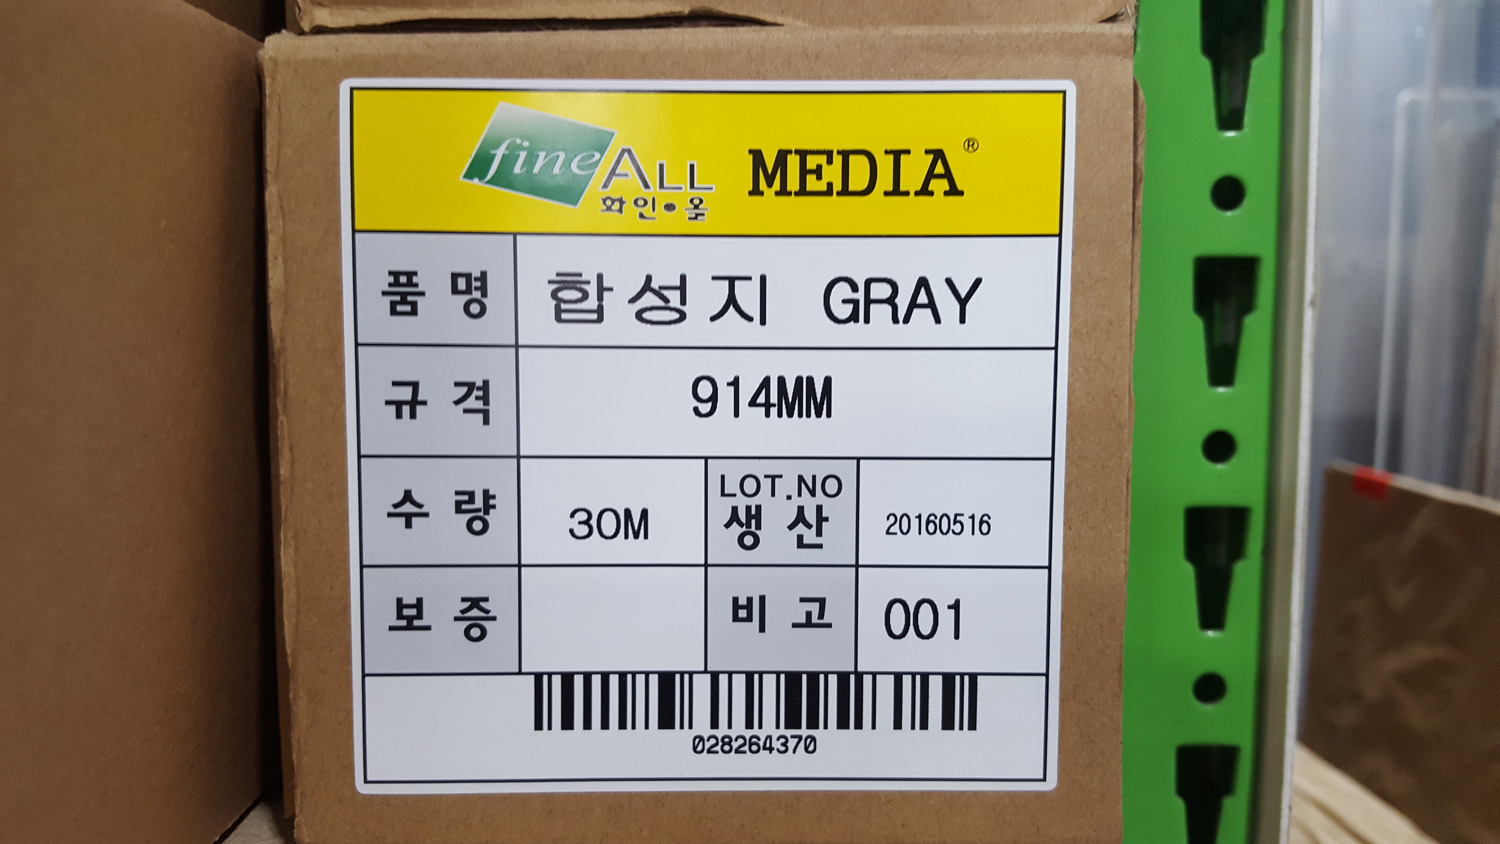 fine ALL MEDIA®
화인●올
품 명 합성지 GRAY
규 격 914MM
수 량 30M LOT.NO 생 산 20160516
보 증 비 고 001
028264370